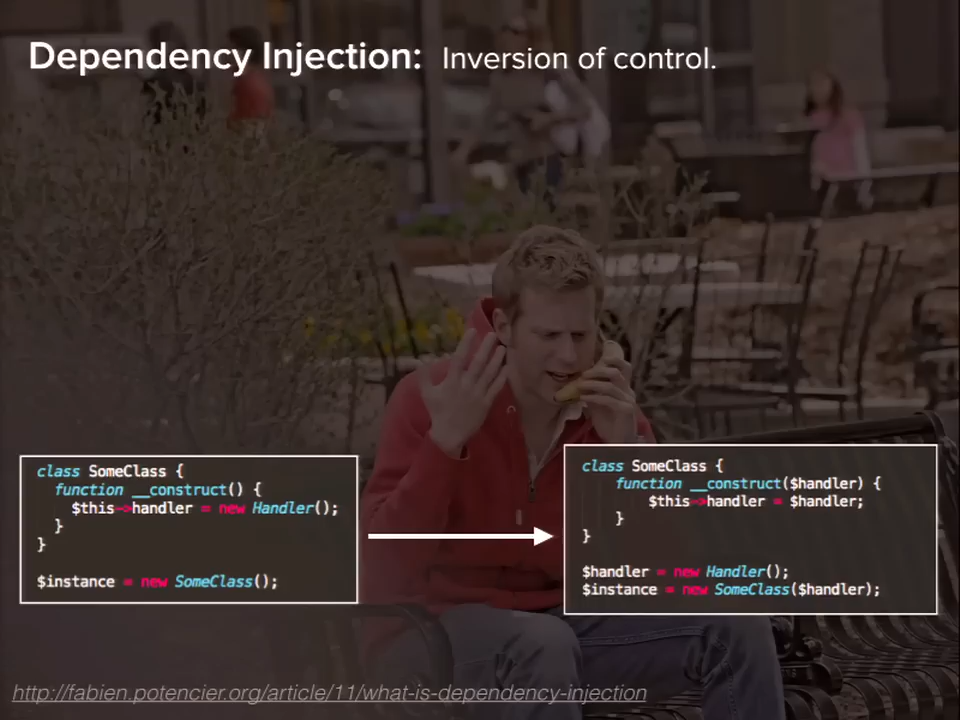 Dependency Injection: Inversion of control.
class SomeClass {
function __construct() {
$this->handler = new Handler();
}
}
$instance = new SomeClass();
class SomeClass {
function __construct($handler) {
$this->handler = $handler;
}
}
$handler = new Handler();
$instance = new SomeClass($handler);
http://fabien.potencier.org/article/11/what-is-dependency-injection